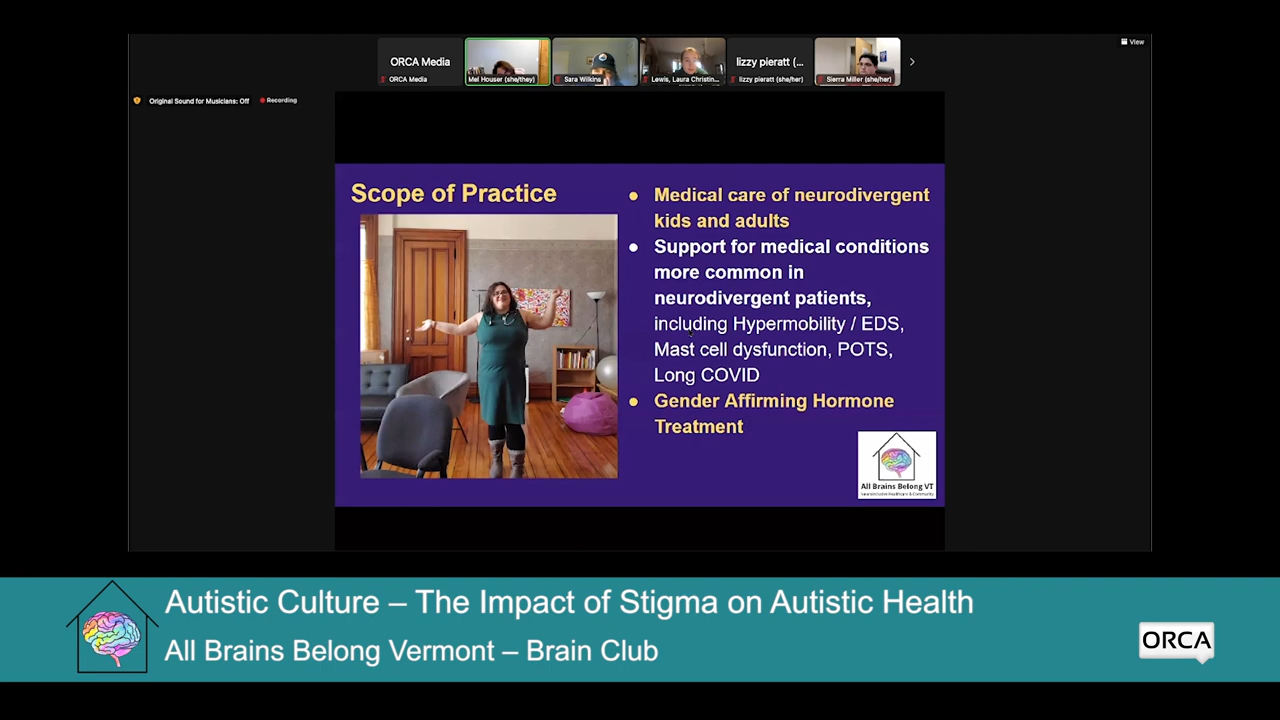 View
ORCA Media
lizzy pieratt (...
ORCA Media
Mel Houser (she/they)
Sara Wilkins
Lewis, Laura Christin...
lizzy pieratt (she/her)
Sierra Miller (she/her)
Original Sound for Musicians: Off
Recording
Scope of Practice
● Medical care of neurodivergent
kids and adults
● Support for medical conditions
more common in
neurodivergent patients,
including Hypermobility / EDS,
Mast cell dysfunction, POTS,
Long COVID
● Gender Affirming Hormone
Treatment
All Brains Belong VT
Neuroinclusive Healthcare & Community
Autistic Culture – The Impact of Stigma on Autistic Health
All Brains Belong Vermont – Brain Club
ORCA